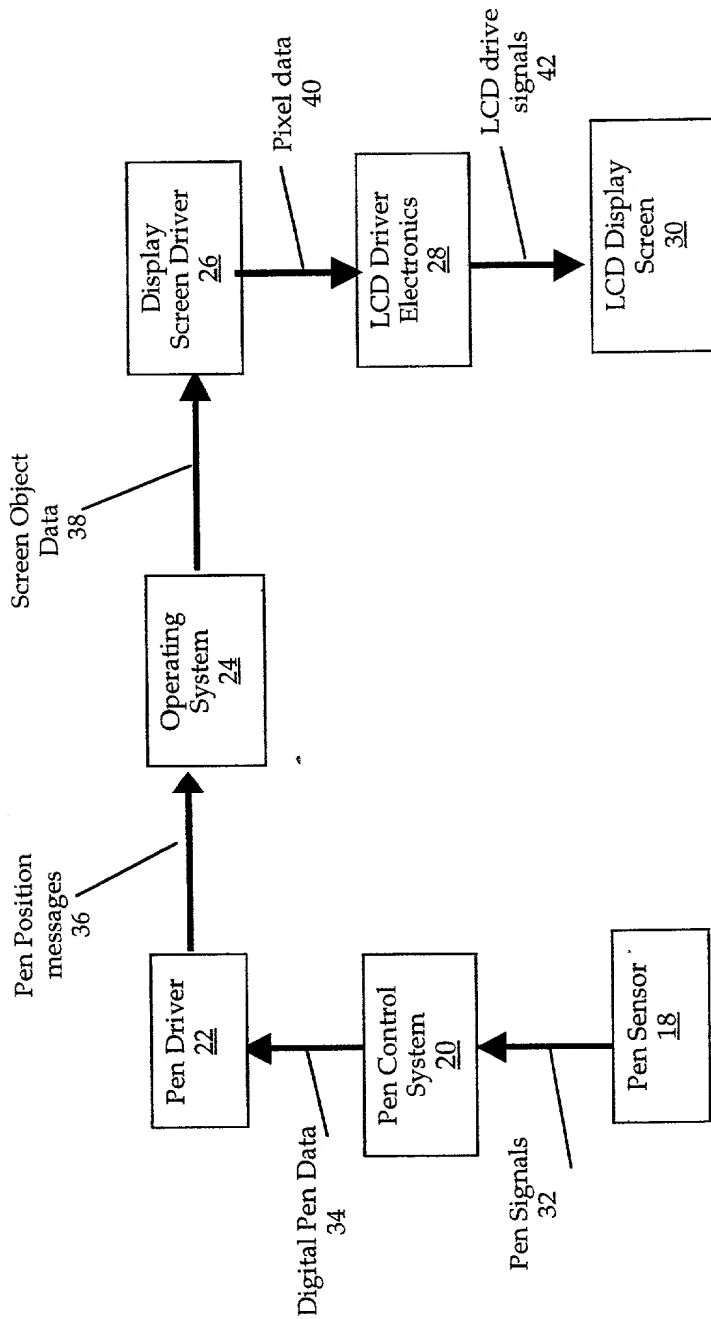 Pen Position
messages
36
Screen Object
Data
38
Pen Driver
22
Operating
System
24
Display
Screen Driver
26
Digital Pen Data
34
Pixel data
40
Pen Control
System
20
LCD Driver
Electronics
28
Pen Signals
32
LCD drive
signals
42
Pen Sensor
18
LCD Display
Screen
30